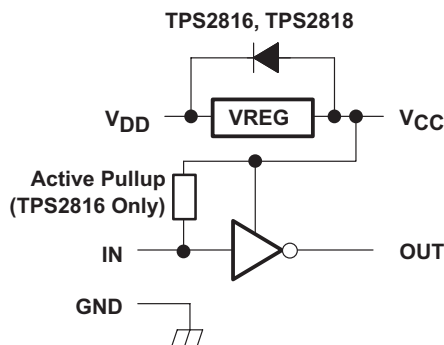 TPS2816, TPS2818
VDD
VREG
VCC
Active Pullup
(TPS2816 Only)
IN
OUT
GND